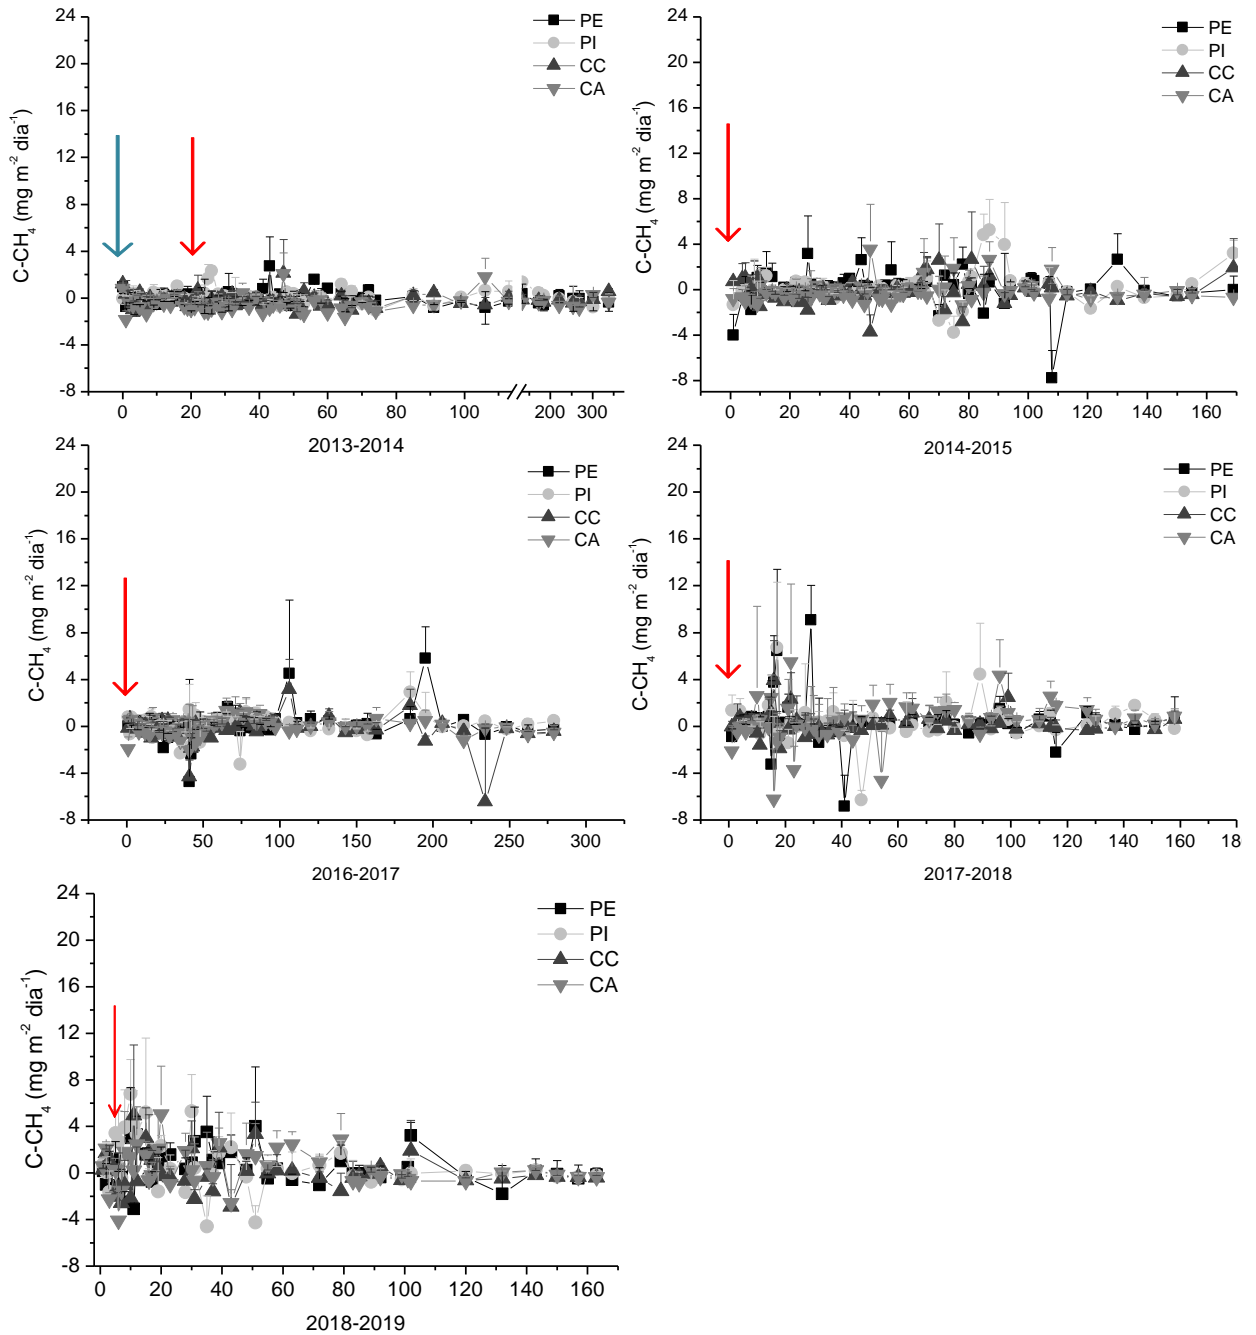 24
20
16
12
8
4
0
-4
-8
C-CH₄ (mg m⁻² dia⁻¹)
PE
PI
CC
CA
0 20 40 60 80 100 200 300
2013-2014
24
20
16
12
8
4
0
-4
-8
C-CH₄ (mg m⁻² dia⁻¹)
PE
PI
CC
CA
0 20 40 60 80 100 120 140 160
2014-2015
24
20
16
12
8
4
0
-4
-8
C-CH₄ (mg m⁻² dia⁻¹)
PE
PI
CC
CA
0 50 100 150 200 250 300
2016-2017
24
20
16
12
8
4
0
-4
-8
C-CH₄ (mg m⁻² dia⁻¹)
PE
PI
CC
CA
0 20 40 60 80 100 120 140 160 18
2017-2018
24
20
16
12
8
4
0
-4
-8
C-CH₄ (mg m⁻² dia⁻¹)
PE
PI
CC
CA
0 20 40 60 80 100 120 140 160
2018-2019